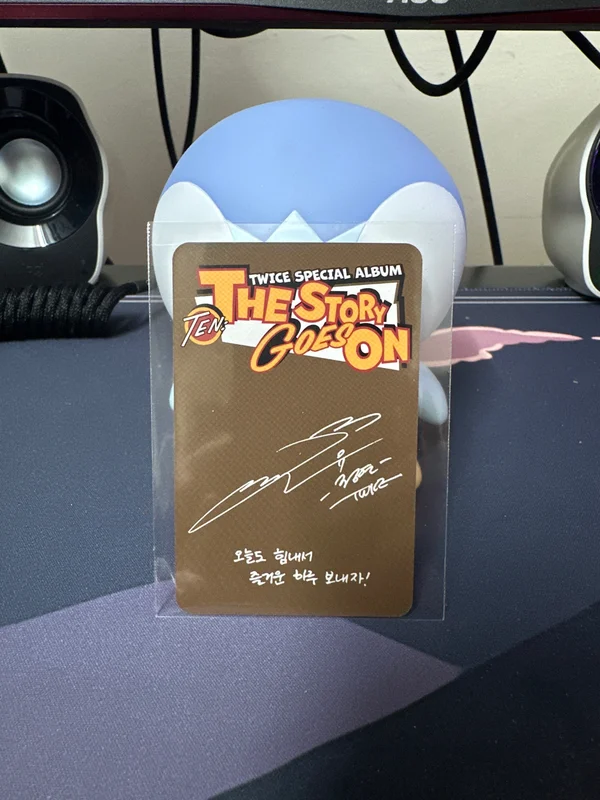 TWICE SPECIAL ALBUM
TEN:
THE STORY
GOES ON
오늘도 힘내서
즐거운 하루 보내자!